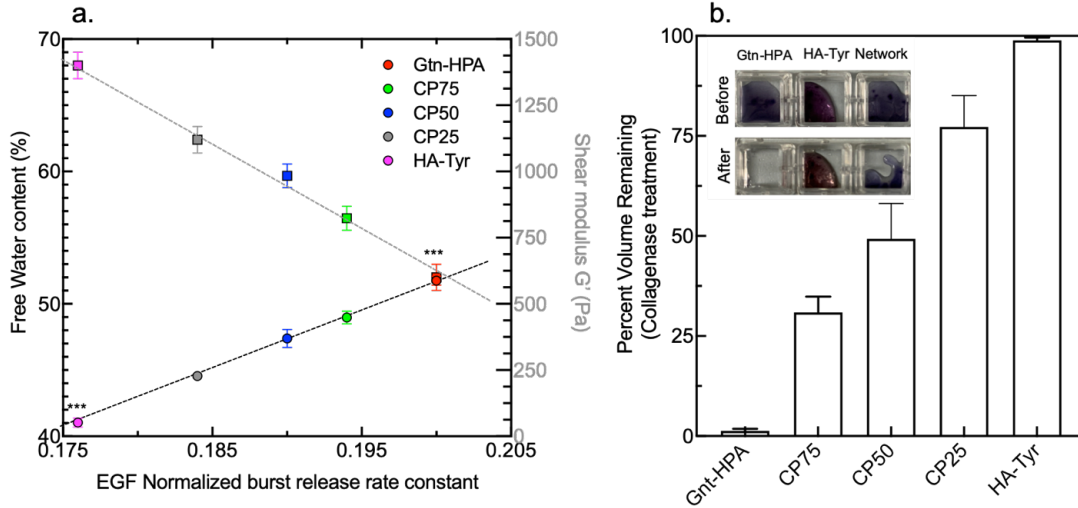 a.
70
60
50
40
Free Water content (%)
Gtn-HPA
CP75
CP50
CP25
HA-Tyr
***
***
1500
1250
1000
750
500
250
0
Shear modulus G' (Pa)
0.175
0.185
0.195
0.205
EGF Normalized burst release rate constant
b.
100
75
50
25
0
Percent Volume Remaining
(Collagenase treatment)
Gtn-HPA HA-Tyr Network
Before
After
Gnt-HPA
CP75
CP50
CP25
HA-Tyr